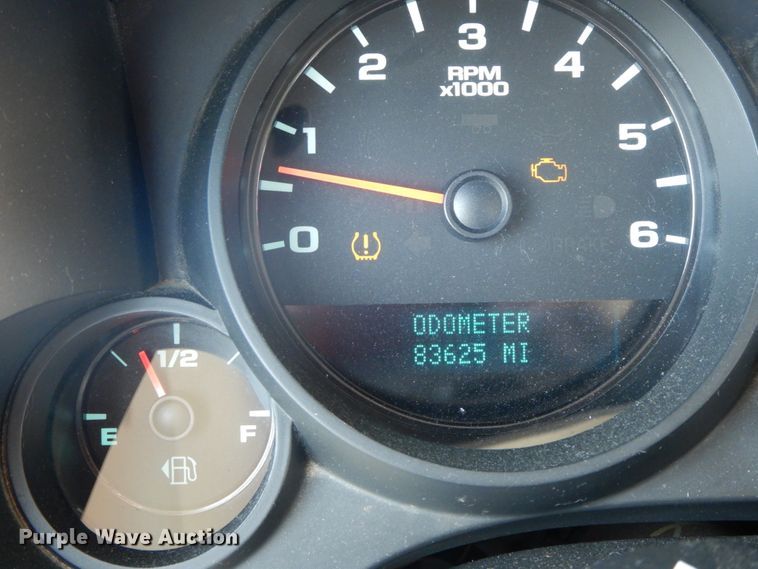 0 1 2 3 4 5 6
RPM
x1000
ODOMETER
83625 MI
E 1/2 F
Purple Wave Auction